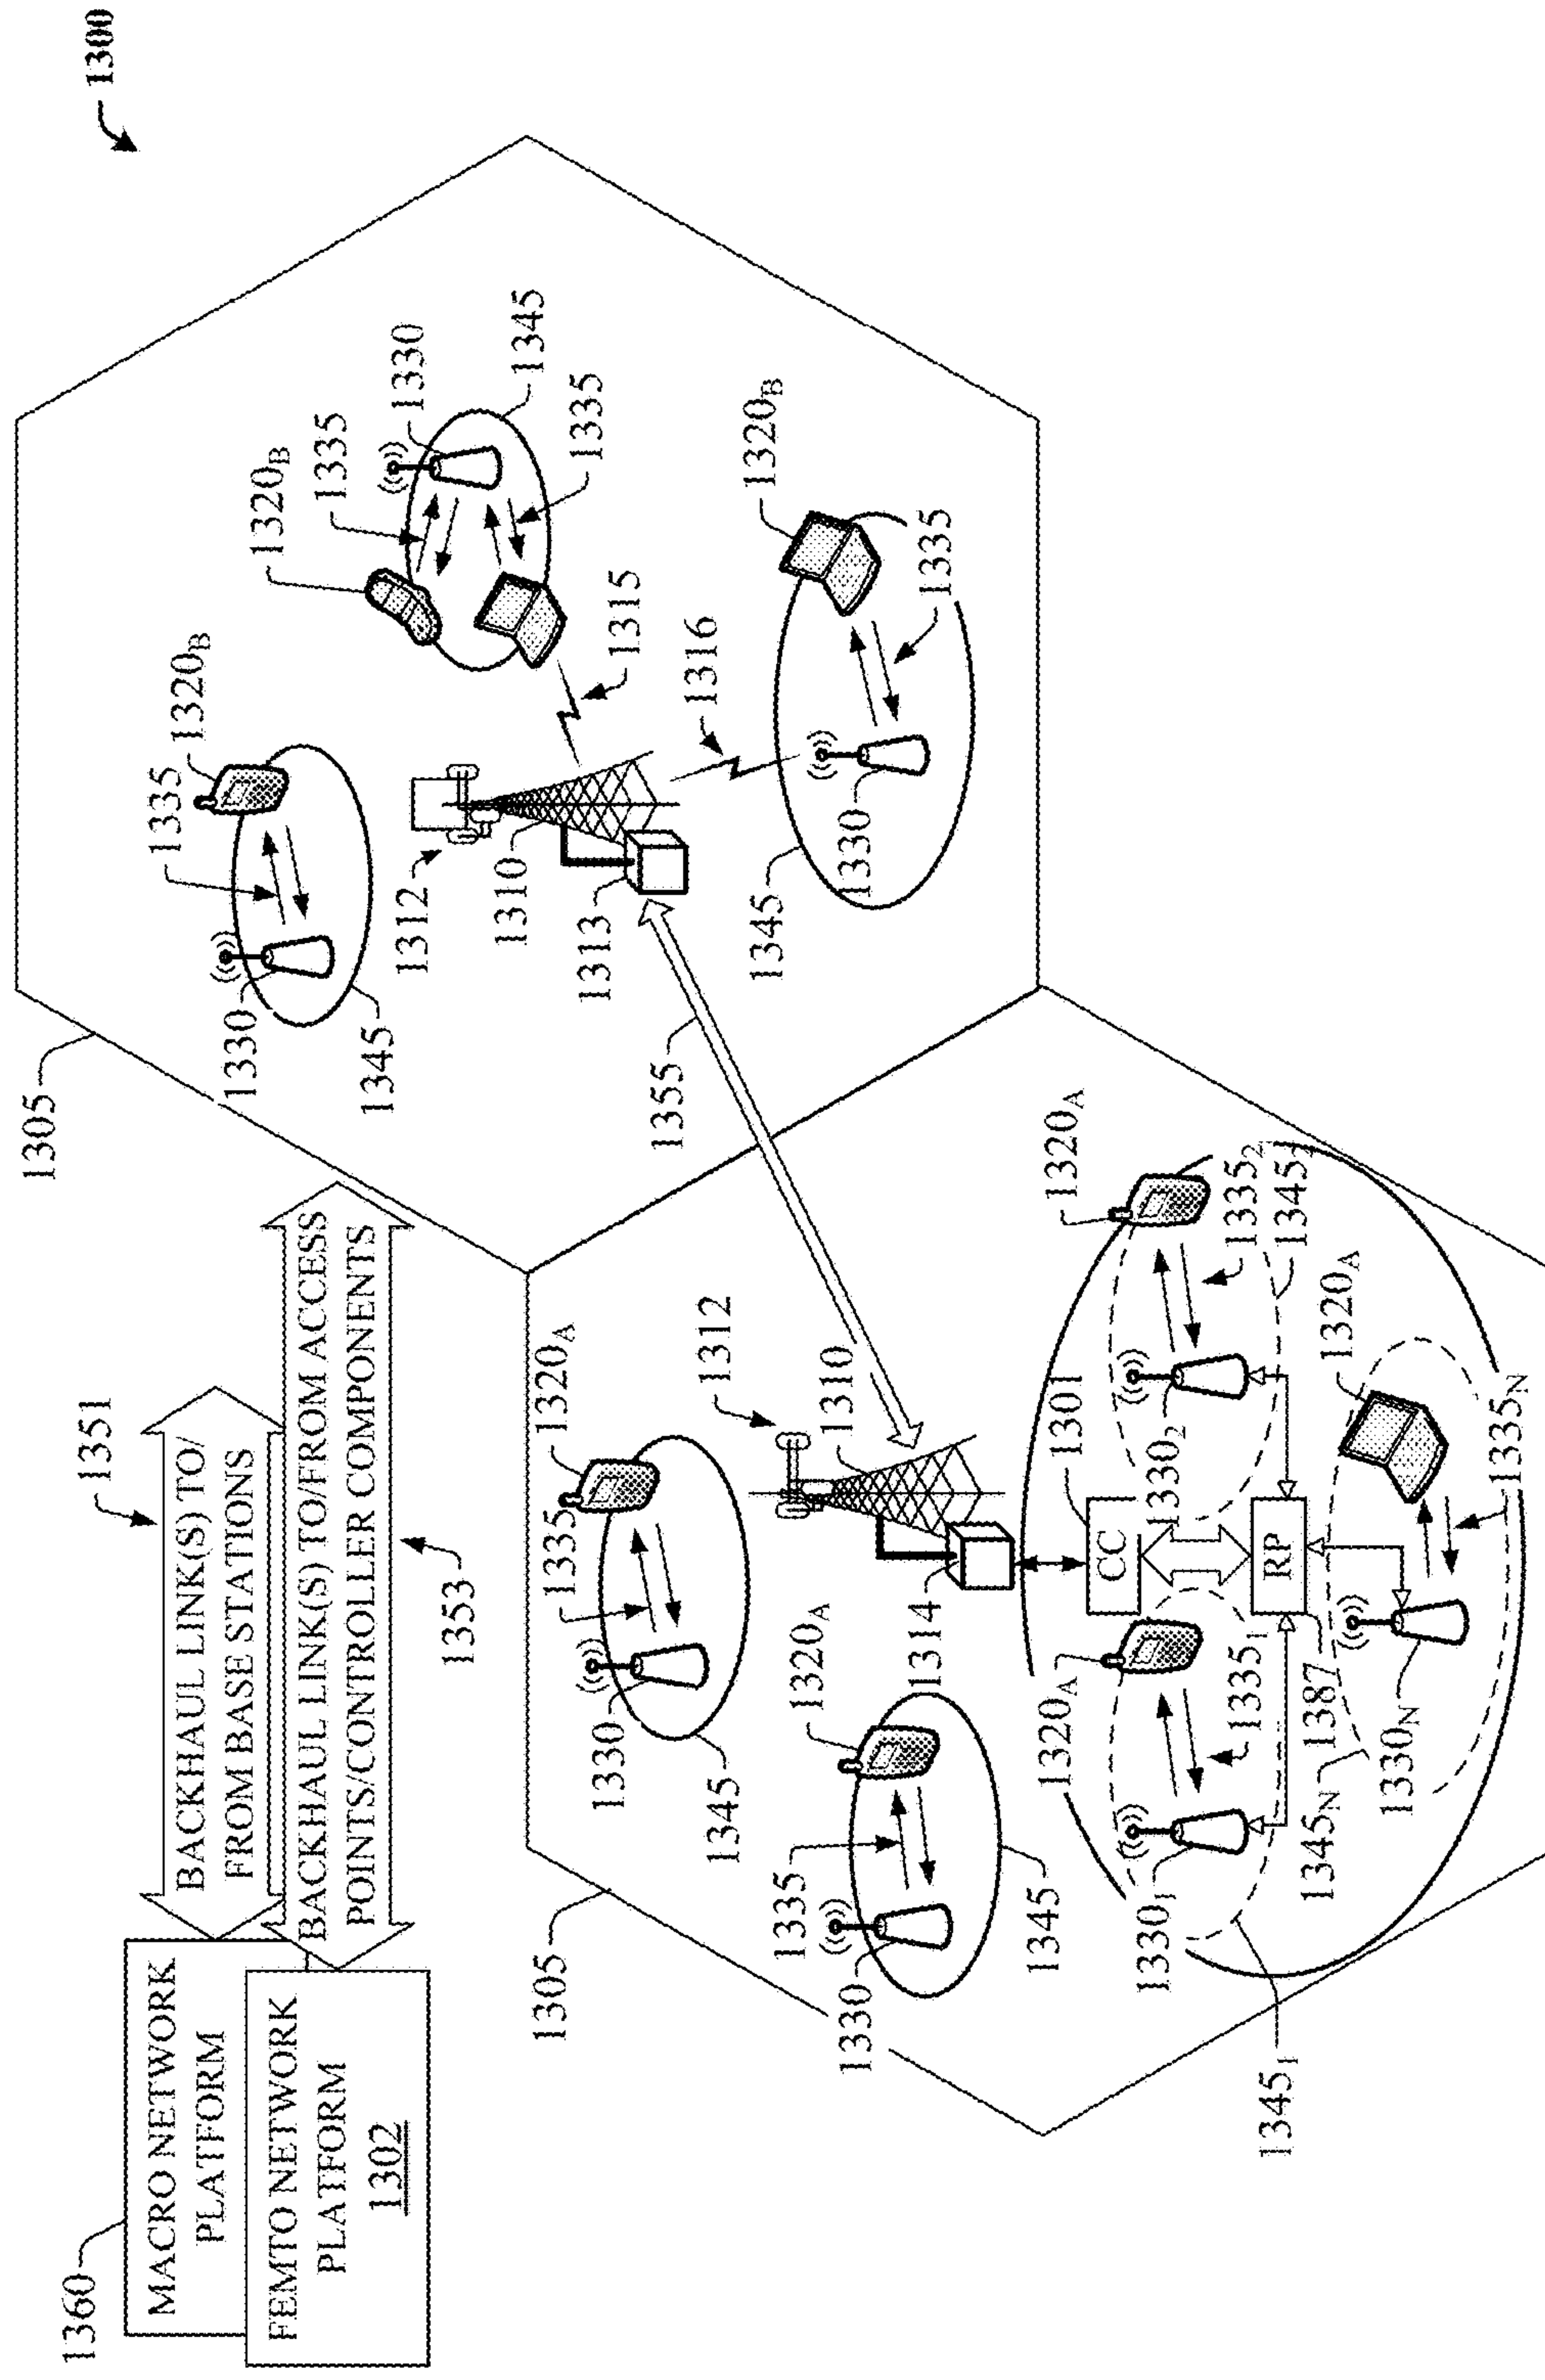 1300
1360
MACRO NETWORK
PLATFORM
FEMTO NETWORK
PLATFORM
1302
1351
BACKHAUL LINK(S) TO/
FROM BASE STATIONS
BACKHAUL LINK(S) TO/FROM ACCESS
POINTS/CONTROLLER COMPONENTS
1353
1305
1335
1320B
1330
1345
1320B
1335
1330
1345
1335
1312
1310
1313
1315
1316
1320B
1345
1330
1335
1355
1305
1335
1320A
1330
1345
1320A
1335
1330
1345
1312
1310
1314
1301
CC
RP
1387
1320A
13301
13351
13451
1320A
13302
13352
13452
1320A
1330N
1335N
1345N